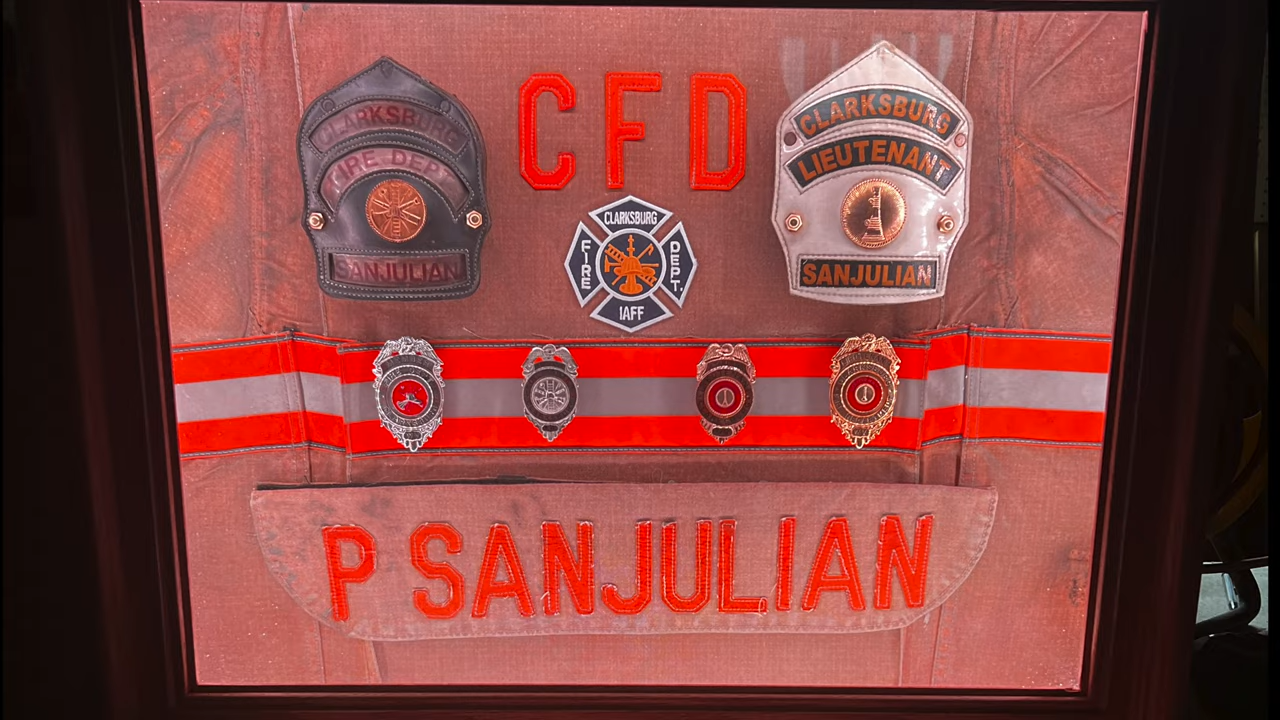 CFD
CLARKSBURG
FIRE DEPT
SANJULIAN
CLARKSBURG
LIEUTENANT
SANJULIAN
CLARKSBURG
FIRE
DEPT.
IAFF
P SANJULIAN